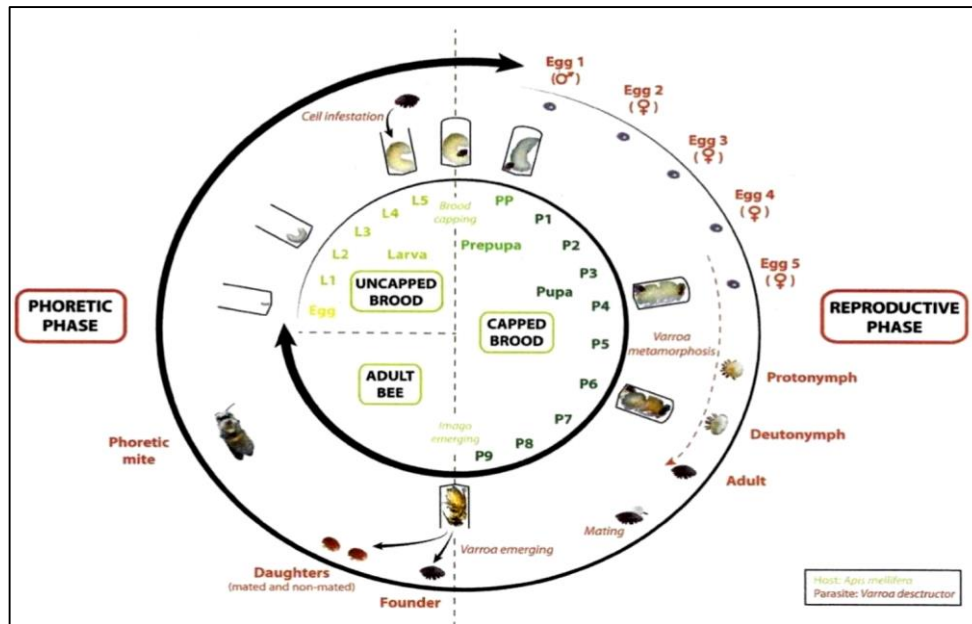 Egg 1
(♂)
Egg 2
(♀)
Egg 3
(♀)
Egg 4
(♀)
Egg 5
(♀)
Cell infestation
L5
L4
L3
L2
L1
Egg
Larva
Brood
capping
PP
Prepupa
P1
P2
P3
Pupa
P4
P5
P6
P7
P8
P9
UNCAPPED
BROOD
CAPPED
BROOD
ADULT
BEE
Imago
emerging
PHORETIC
PHASE
REPRODUCTIVE
PHASE
Varroa
metamorphosis
Protonymph
Deutonymph
Adult
Mating
Phoretic
mite
Varroa emerging
Daughters
(mated and non-mated)
Founder
Host: Apis mellifera
Parasite: Varroa desctructor